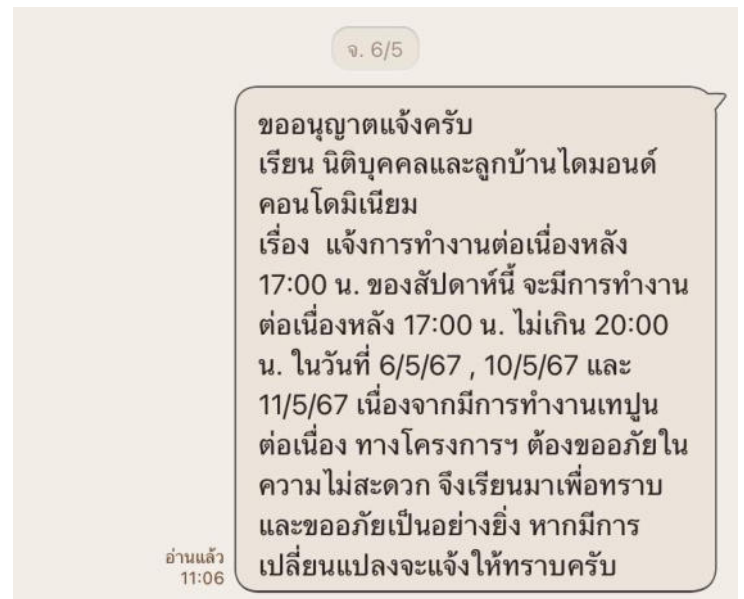 จ. 6/5
ขออนุญาตแจ้งครับ
เรียน นิติบุคคลและลูกบ้านไดมอนด์
คอนโดมิเนียม
เรื่อง แจ้งการทำงานต่อเนื่องหลัง
17:00 น. ของสัปดาห์นี้ จะมีการทำงาน
ต่อเนื่องหลัง 17:00 น. ไม่เกิน 20:00
น. ในวันที่ 6/5/67 , 10/5/67 และ
11/5/67 เนื่องจากมีการทำงานเทปูน
ต่อเนื่อง ทางโครงการฯ ต้องขออภัยใน
ความไม่สะดวก จึงเรียนมาเพื่อทราบ
และขออภัยเป็นอย่างยิ่ง หากมีการ
เปลี่ยนแปลงจะแจ้งให้ทราบครับ
อ่านแล้ว
11:06